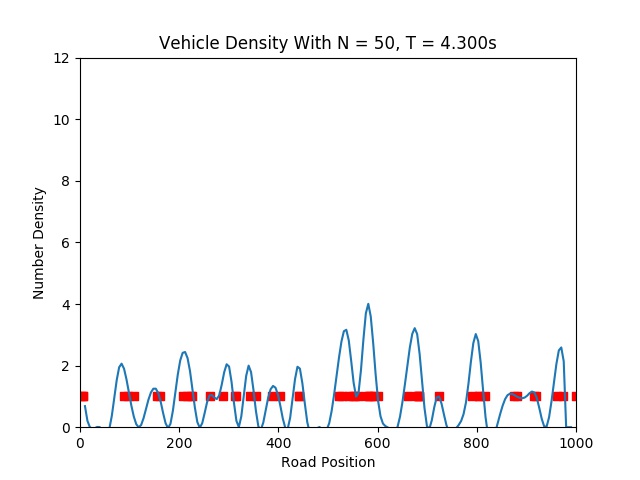 Vehicle Density With N = 50, T = 4.300s
12
10
8
6
4
2
0
Number Density
0 200 400 600 800 1000
Road Position